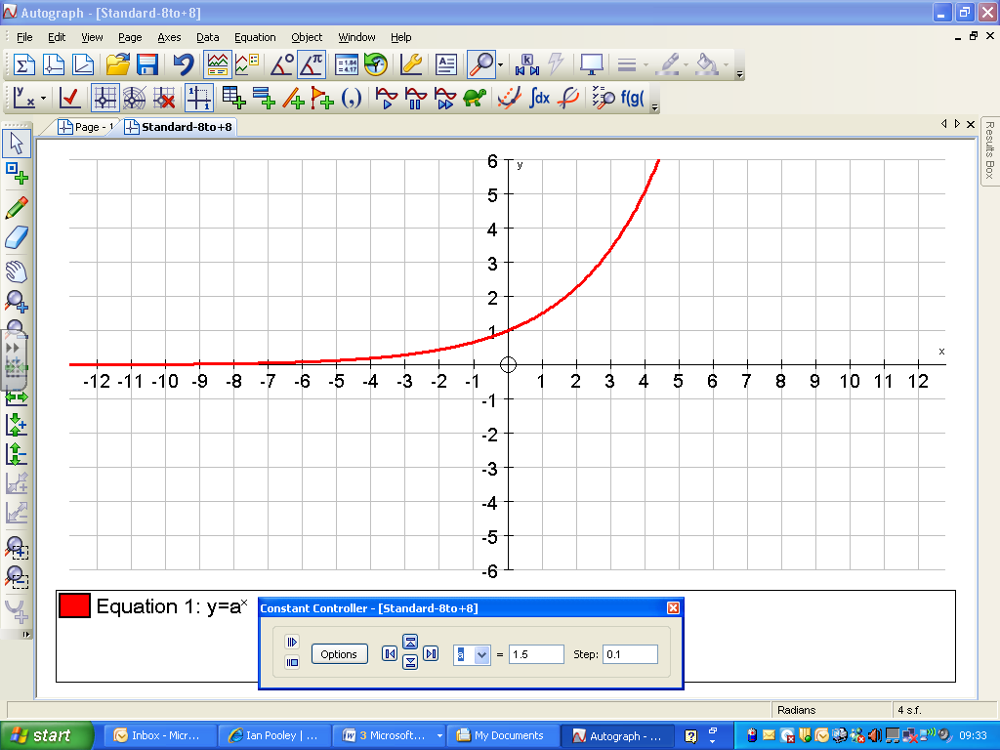 Autograph - [Standard-8to+8]
File Edit View Page Axes Data Equation Object Window Help
∫dx f(g(
Page - 1 Standard-8to+8
Results Box
6 y
5
4
3
2
1
x
-12 -11 -10 -9 -8 -7 -6 -5 -4 -3 -2 -1 1 2 3 4 5 6 7 8 9 10 11 12
-1
-2
-3
-4
-5
-6
Equation 1: y=aˣ
Constant Controller - [Standard-8to+8]
Options a = 1.5 Step: 0.1
Radians 4 s.f.
start Inbox - Micr... Ian Pooley | ... 3 Microsoft... My Documents Autograph - ... 09:33